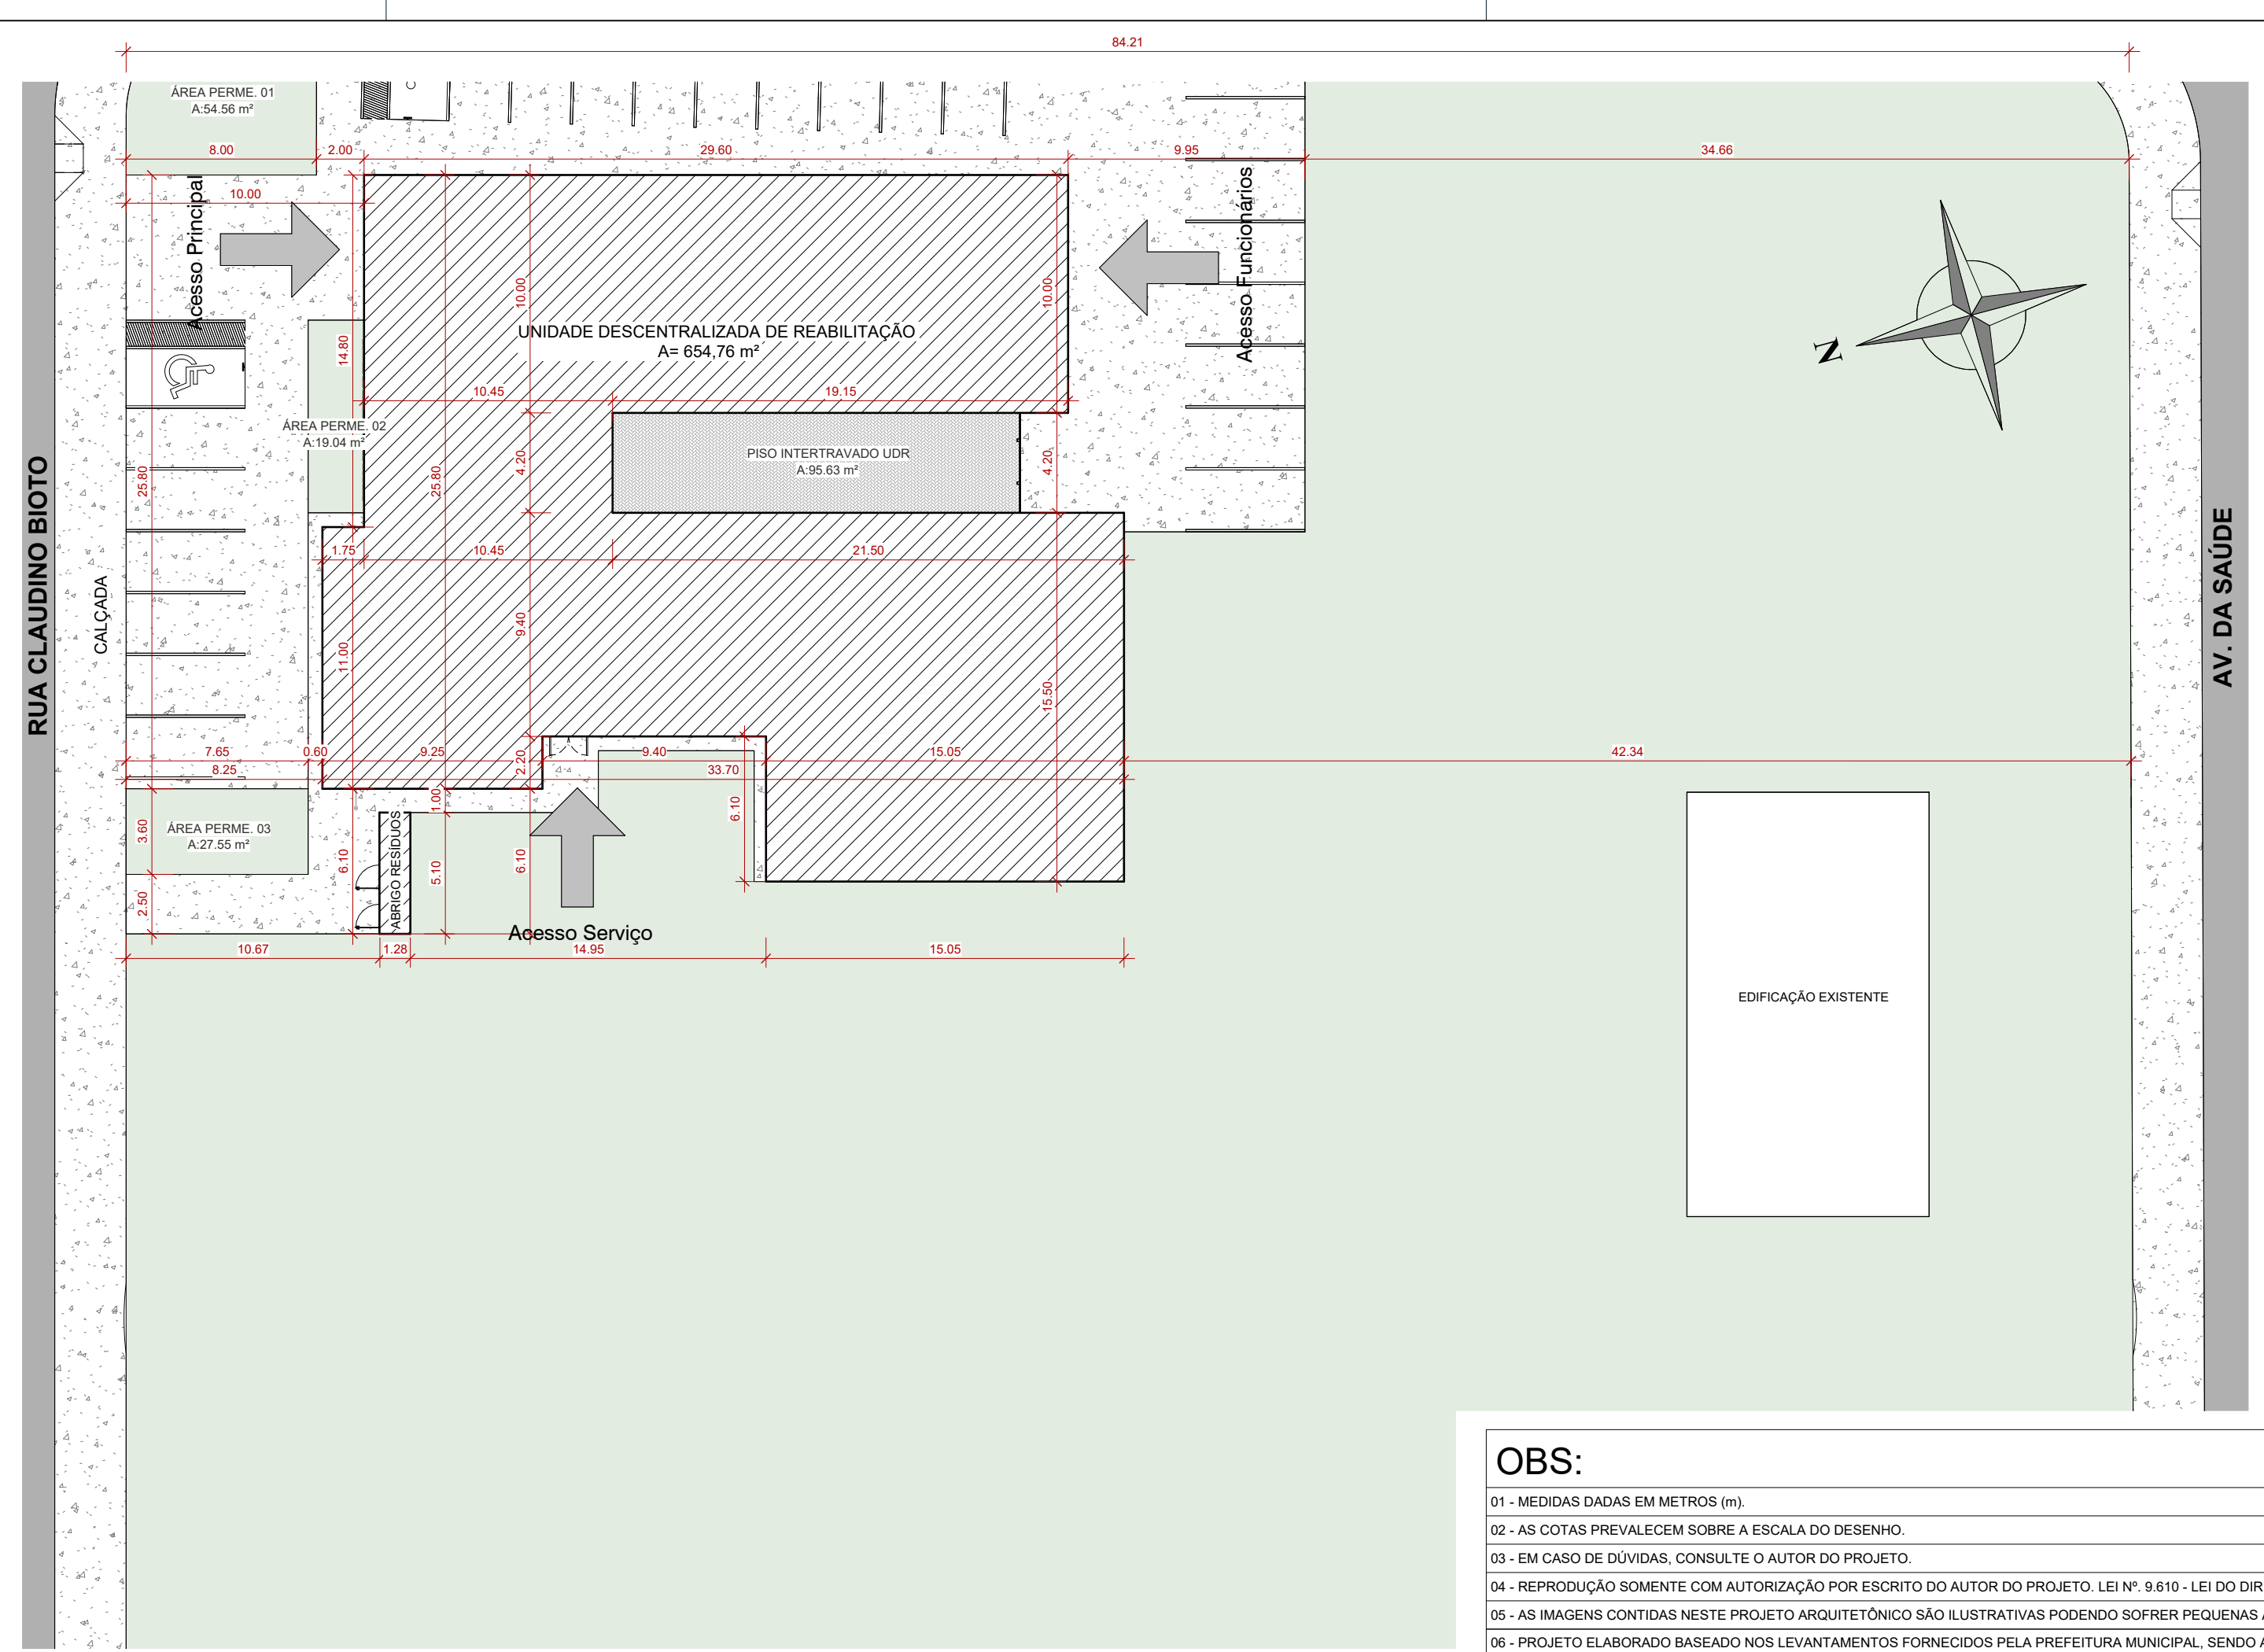 84.21
ÁREA PERME. 01
A:54.56 m²
8.00
2.00
29.60
9.95
34.66
10.00
Acesso Principal
Acesso Funcionários
10.00
10.00
14.80
UNIDADE DESCENTRALIZADA DE REABILITAÇÃO
A= 654,76 m²
N
10.45
19.15
ÁREA PERME. 02
A:19.04 m²
PISO INTERTRAVADO UDR
A:95.63 m²
25.80
25.80
4.20
4.20
RUA CLAUDINO BIOTO
CALÇADA
AV. DA SAÚDE
1.75
10.45
21.50
9.40
11.00
15.50
7.65
0.60
9.25
2.20
9.40
15.05
42.34
8.25
33.70
1.00
6.10
ÁREA PERME. 03
A:27.55 m²
3.60
6.10
ABRIGO RESÍDUOS
5.10
6.10
2.50
Acesso Serviço
10.67
1.28
14.95
15.05
EDIFICAÇÃO EXISTENTE
OBS:
01 - MEDIDAS DADAS EM METROS (m).
02 - AS COTAS PREVALECEM SOBRE A ESCALA DO DESENHO.
03 - EM CASO DE DÚVIDAS, CONSULTE O AUTOR DO PROJETO.
04 - REPRODUÇÃO SOMENTE COM AUTORIZAÇÃO POR ESCRITO DO AUTOR DO PROJETO. LEI Nº. 9.610 - LEI DO DIR
05 - AS IMAGENS CONTIDAS NESTE PROJETO ARQUITETÔNICO SÃO ILUSTRATIVAS PODENDO SOFRER PEQUENAS
06 - PROJETO ELABORADO BASEADO NOS LEVANTAMENTOS FORNECIDOS PELA PREFEITURA MUNICIPAL, SENDO